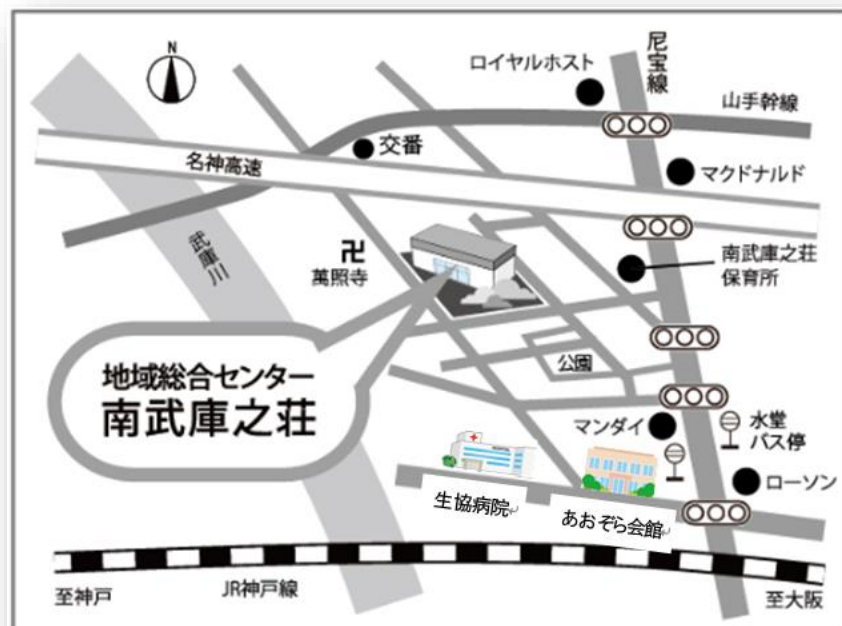 N
尼宝線
ロイヤルホスト
山手幹線
交番
名神高速
マクドナルド
武庫川
卍
萬照寺
南武庫之荘
保育所
地域総合センター
南武庫之荘
公園
マンダイ
水堂
バス停
ローソン
生協病院
あおぞら会館
JR神戸線
至神戸
至大阪